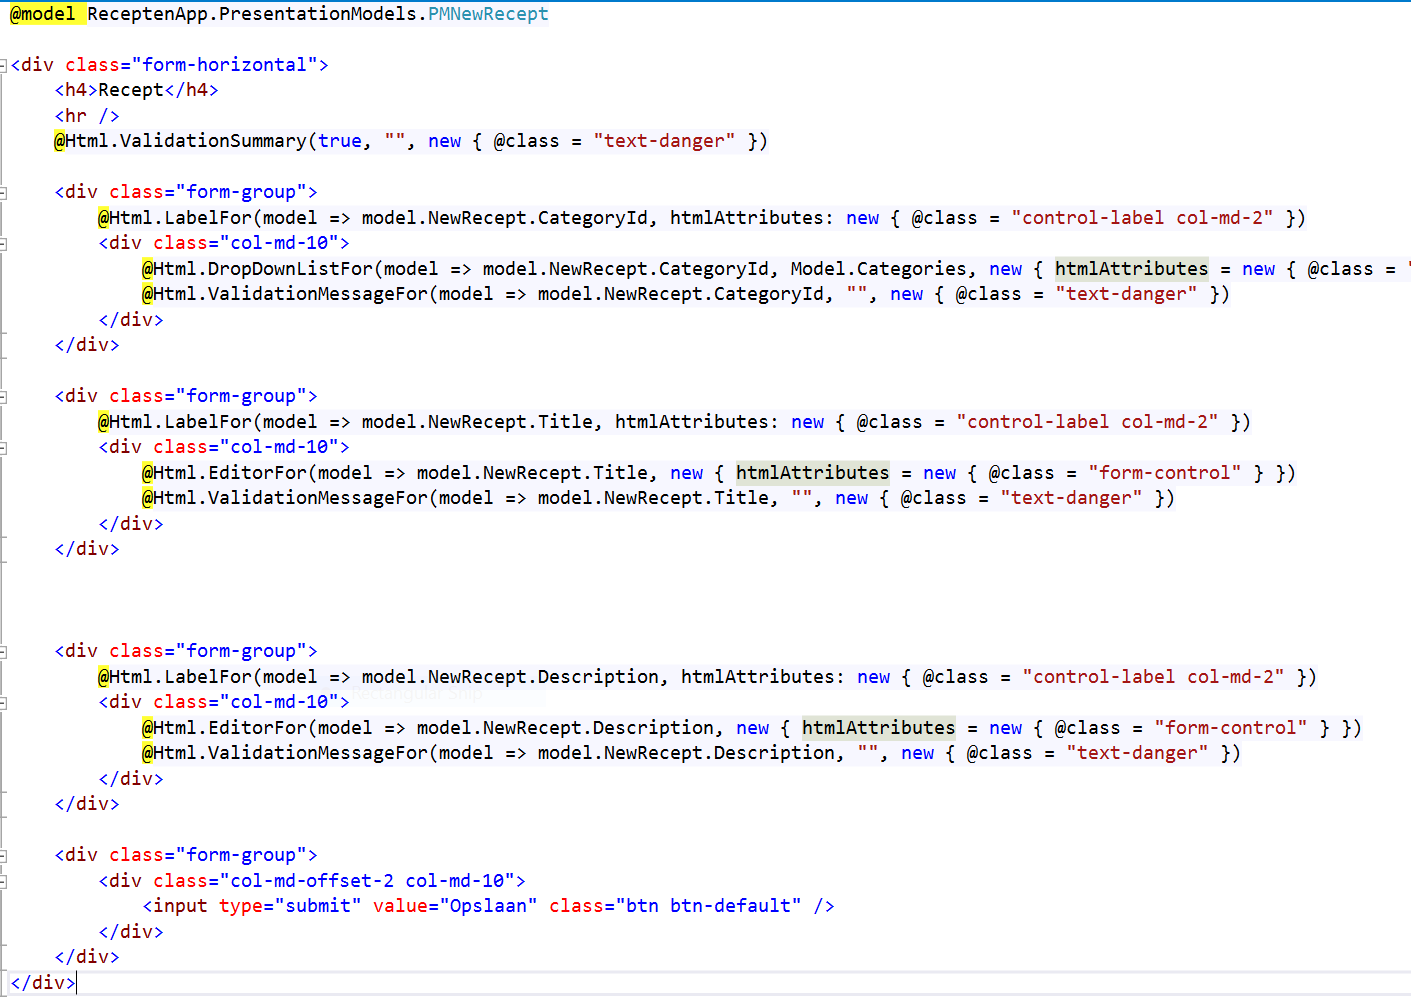 @model ReceptenApp.PresentationModels.PMNewRecept
<div class="form-horizontal">
<h4>Recept</h4>
<hr />
@Html.ValidationSummary(true, "", new { @class = "text-danger" })
<div class="form-group">
@Html.LabelFor(model => model.NewRecept.CategoryId, htmlAttributes: new { @class = "control-label col-md-2" })
<div class="col-md-10">
@Html.DropDownListFor(model => model.NewRecept.CategoryId, Model.Categories, new { htmlAttributes = new { @class = "
@Html.ValidationMessageFor(model => model.NewRecept.CategoryId, "", new { @class = "text-danger" })
</div>
</div>
<div class="form-group">
@Html.LabelFor(model => model.NewRecept.Title, htmlAttributes: new { @class = "control-label col-md-2" })
<div class="col-md-10">
@Html.EditorFor(model => model.NewRecept.Title, new { htmlAttributes = new { @class = "form-control" } })
@Html.ValidationMessageFor(model => model.NewRecept.Title, "", new { @class = "text-danger" })
</div>
</div>
<div class="form-group">
@Html.LabelFor(model => model.NewRecept.Description, htmlAttributes: new { @class = "control-label col-md-2" })
<div class="col-md-10">
@Html.EditorFor(model => model.NewRecept.Description, new { htmlAttributes = new { @class = "form-control" } })
@Html.ValidationMessageFor(model => model.NewRecept.Description, "", new { @class = "text-danger" })
</div>
</div>
<div class="form-group">
<div class="col-md-offset-2 col-md-10">
<input type="submit" value="Opslaan" class="btn btn-default" />
</div>
</div>
</div>